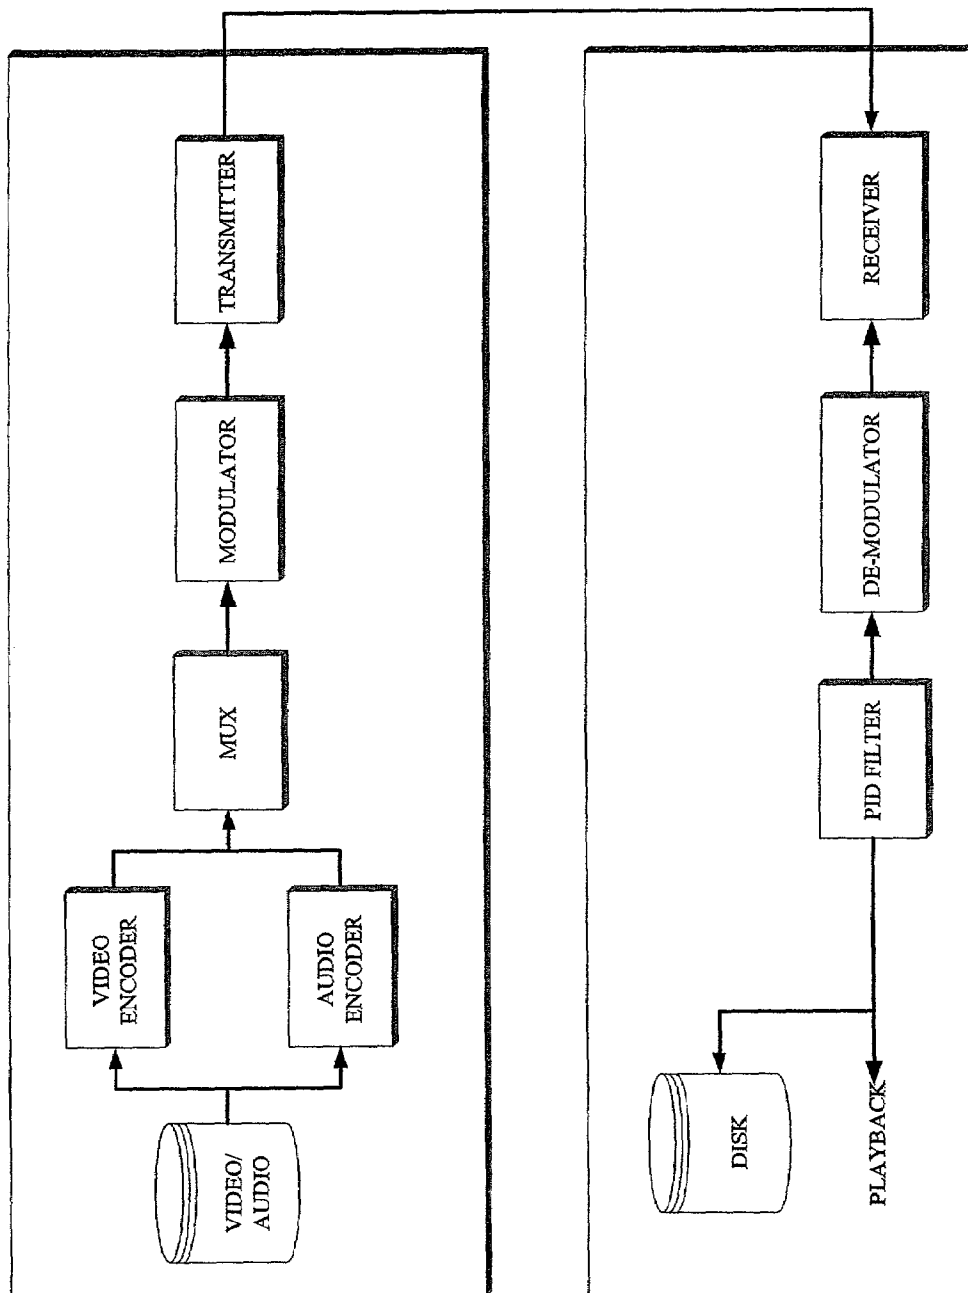 VIDEO/
AUDIO
VIDEO
ENCODER
AUDIO
ENCODER
MUX
MODULATOR
TRANSMITTER
RECEIVER
DE-MODULATOR
PID FILTER
DISK
PLAYBACK